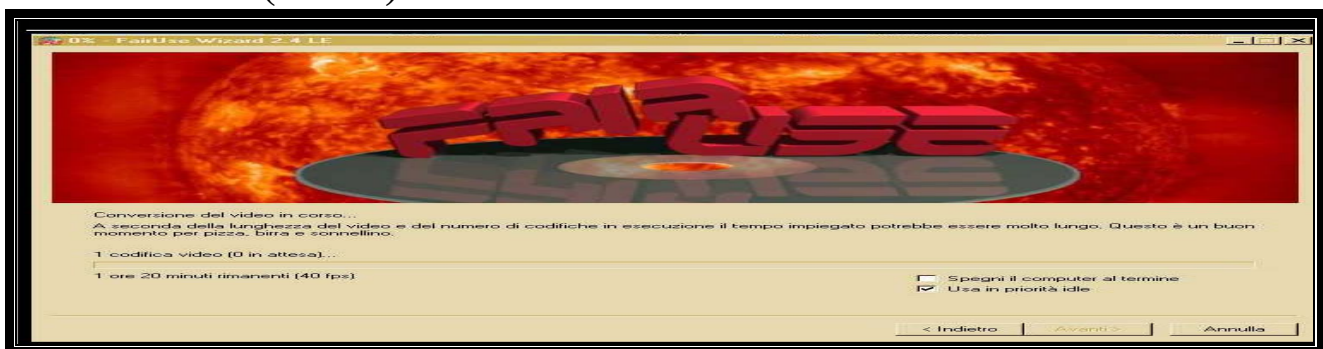 0% - FairUse Wizard 2.4 LE
FAIR USE
Conversione del video in corso...
A seconda della lunghezza del video e del numero di codifiche in esecuzione il tempo impiegato potrebbe essere molto lungo. Questo è un buon
momento per pizza, birra e sonnellino.
1 codifica video (0 in attesa)...
1 ore 20 minuti rimanenti (40 fps)
Spegni il computer al termine
Usa in priorità idle
< Indietro
Avanti >
Annulla